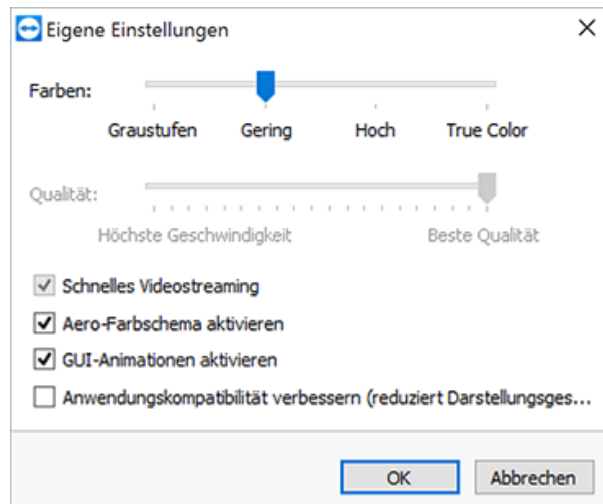 Eigene Einstellungen
Farben:
Graustufen Gering Hoch True Color
Qualität:
Höchste Geschwindigkeit Beste Qualität
Schnelles Videostreaming
Aero-Farbschema aktivieren
GUI-Animationen aktivieren
Anwendungskompatibilität verbessern (reduziert Darstellungsges...
OK Abbrechen